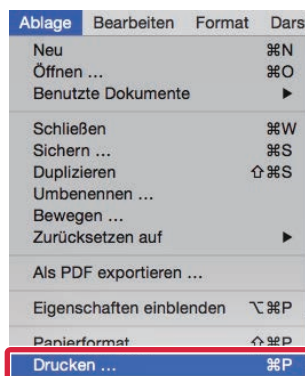 Ablage Bearbeiten Format Dars
Neu ⌘N
Öffnen ... ⌘O
Benutzte Dokumente ▶
Schließen ⌘W
Sichern ... ⌘S
Duplizieren ⇧⌘S
Umbenennen ...
Bewegen ...
Zurücksetzen auf ▶
Als PDF exportieren ...
Eigenschaften einblenden ⌥⌘P
Papierformat ⇧⌘P
Drucken ... ⌘P